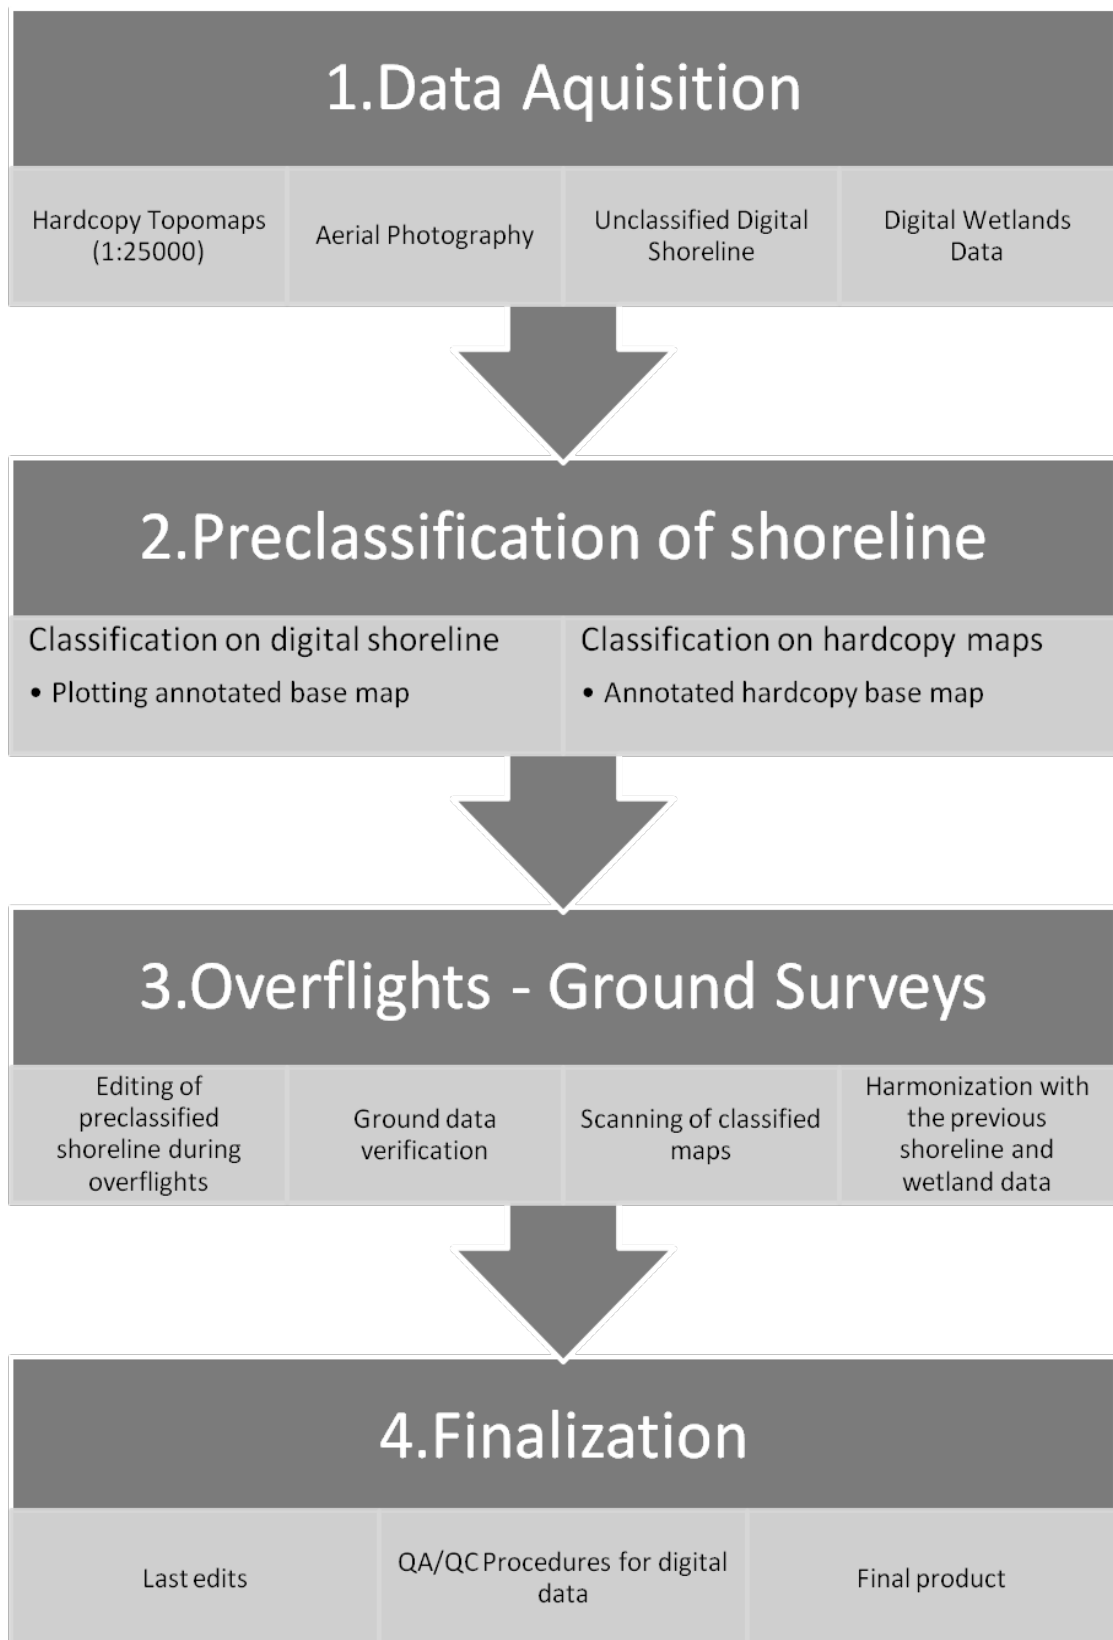 1.Data Aquisition
Hardcopy Topomaps
(1:25000)
Aerial Photography
Unclassified Digital
Shoreline
Digital Wetlands
Data
2.Preclassification of shoreline
Classification on digital shoreline
• Plotting annotated base map
Classification on hardcopy maps
• Annotated hardcopy base map
3.Overflights - Ground Surveys
Editing of
preclassified
shoreline during
overflights
Ground data
verification
Scanning of classified
maps
Harmonization with
the previous
shoreline and
wetland data
4.Finalization
Last edits
QA/QC Procedures for digital
data
Final product